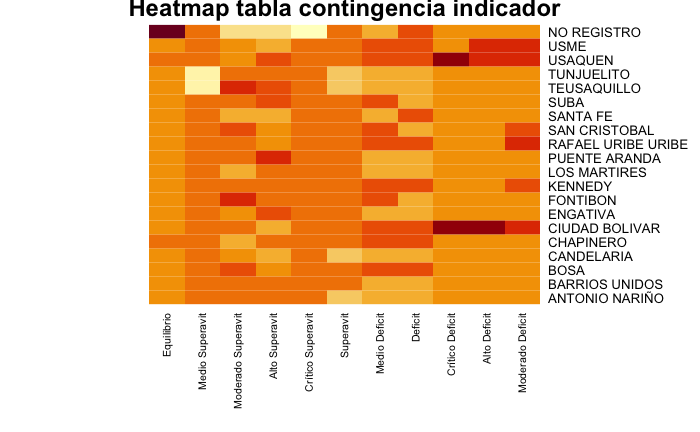 Heatmap tabla contingencia indicador
NO REGISTRO
USME
USAQUEN
TUNJUELITO
TEUSAQUILLO
SUBA
SANTA FE
SAN CRISTOBAL
RAFAEL URIBE URIBE
PUENTE ARANDA
LOS MARTIRES
KENNEDY
FONTIBON
ENGATIVA
CIUDAD BOLIVAR
CHAPINERO
CANDELARIA
BOSA
BARRIOS UNIDOS
ANTONIO NARIÑO
Equilibrio
Medio Superavit
Moderado Superavit
Alto Superavit
Crítico Superavit
Superavit
Medio Deficit
Deficit
Crítico Deficit
Alto Deficit
Moderado Deficit